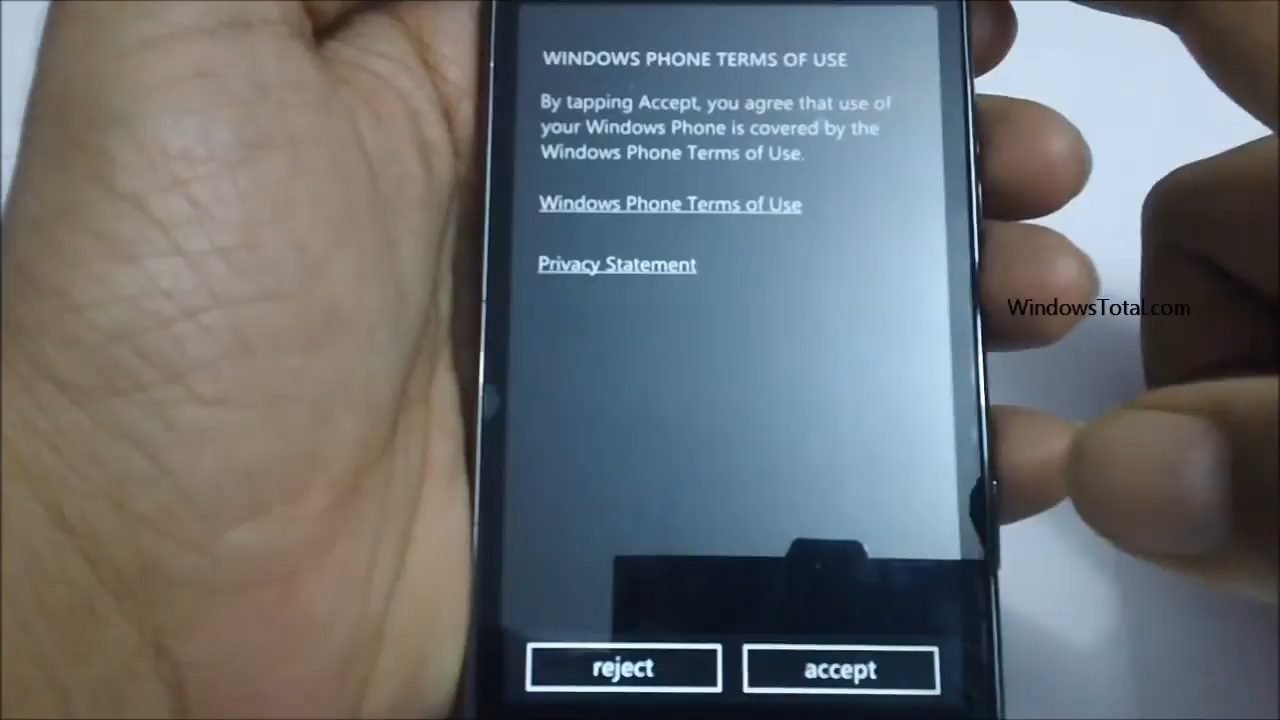 WINDOWS PHONE TERMS OF USE
By tapping Accept, you agree that use of
your Windows Phone is covered by the
Windows Phone Terms of Use.
Windows Phone Terms of Use
Privacy Statement
WindowsTotal.com
reject
accept